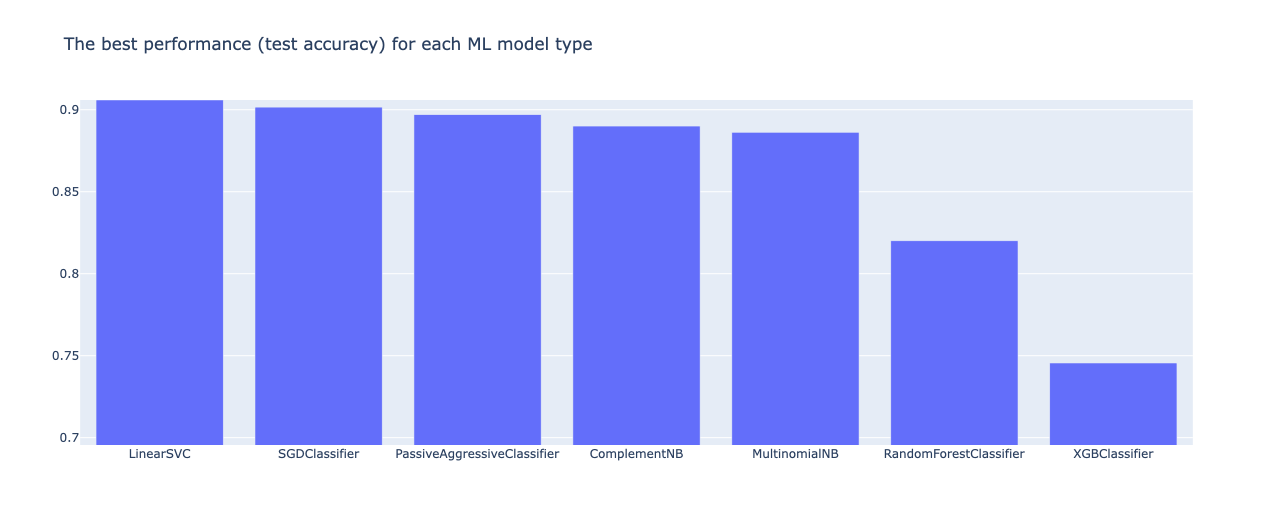 The best performance (test accuracy) for each ML model type
0.9
0.85
0.8
0.75
0.7
LinearSVC SGDClassifier PassiveAggressiveClassifier ComplementNB MultinomialNB RandomForestClassifier XGBClassifier